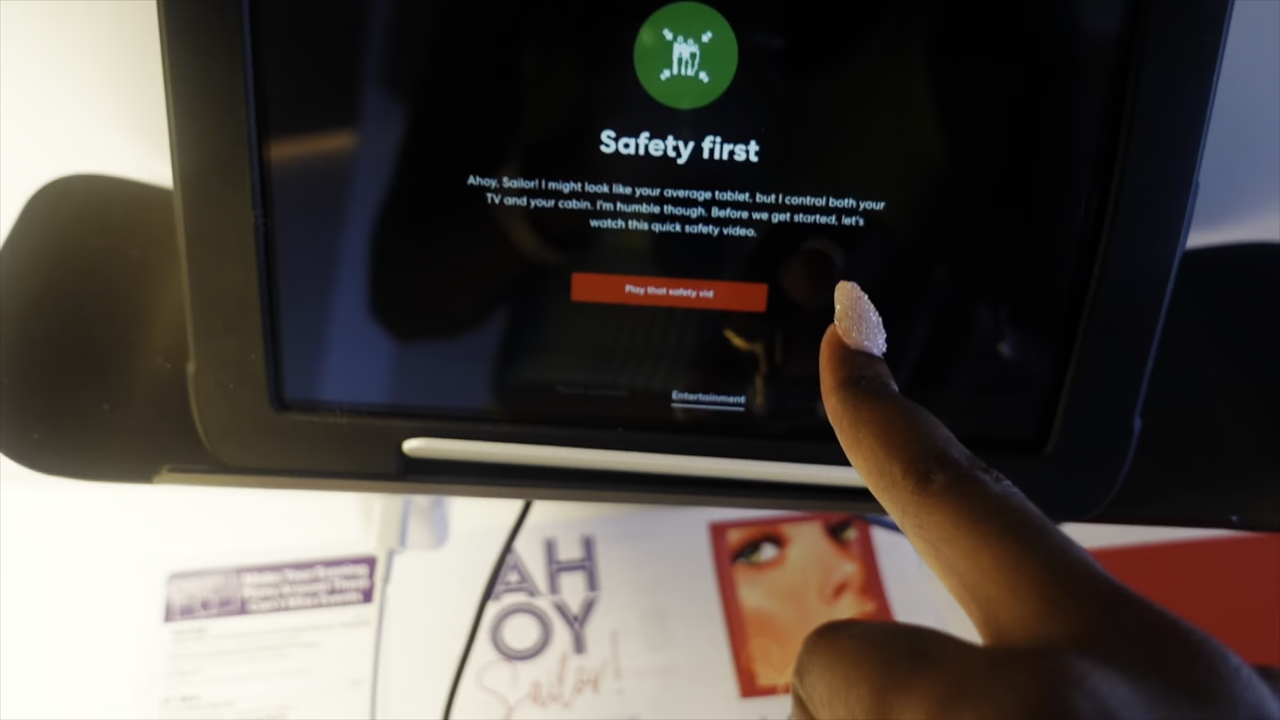 Safety first
Ahoy, Sailor! I might look like your average tablet, but I control both your
TV and your cabin. I'm humble though. Before we get started, let's
watch this quick safety video.
Play that safety vid
Entertainment
AH
OY
Sailor!